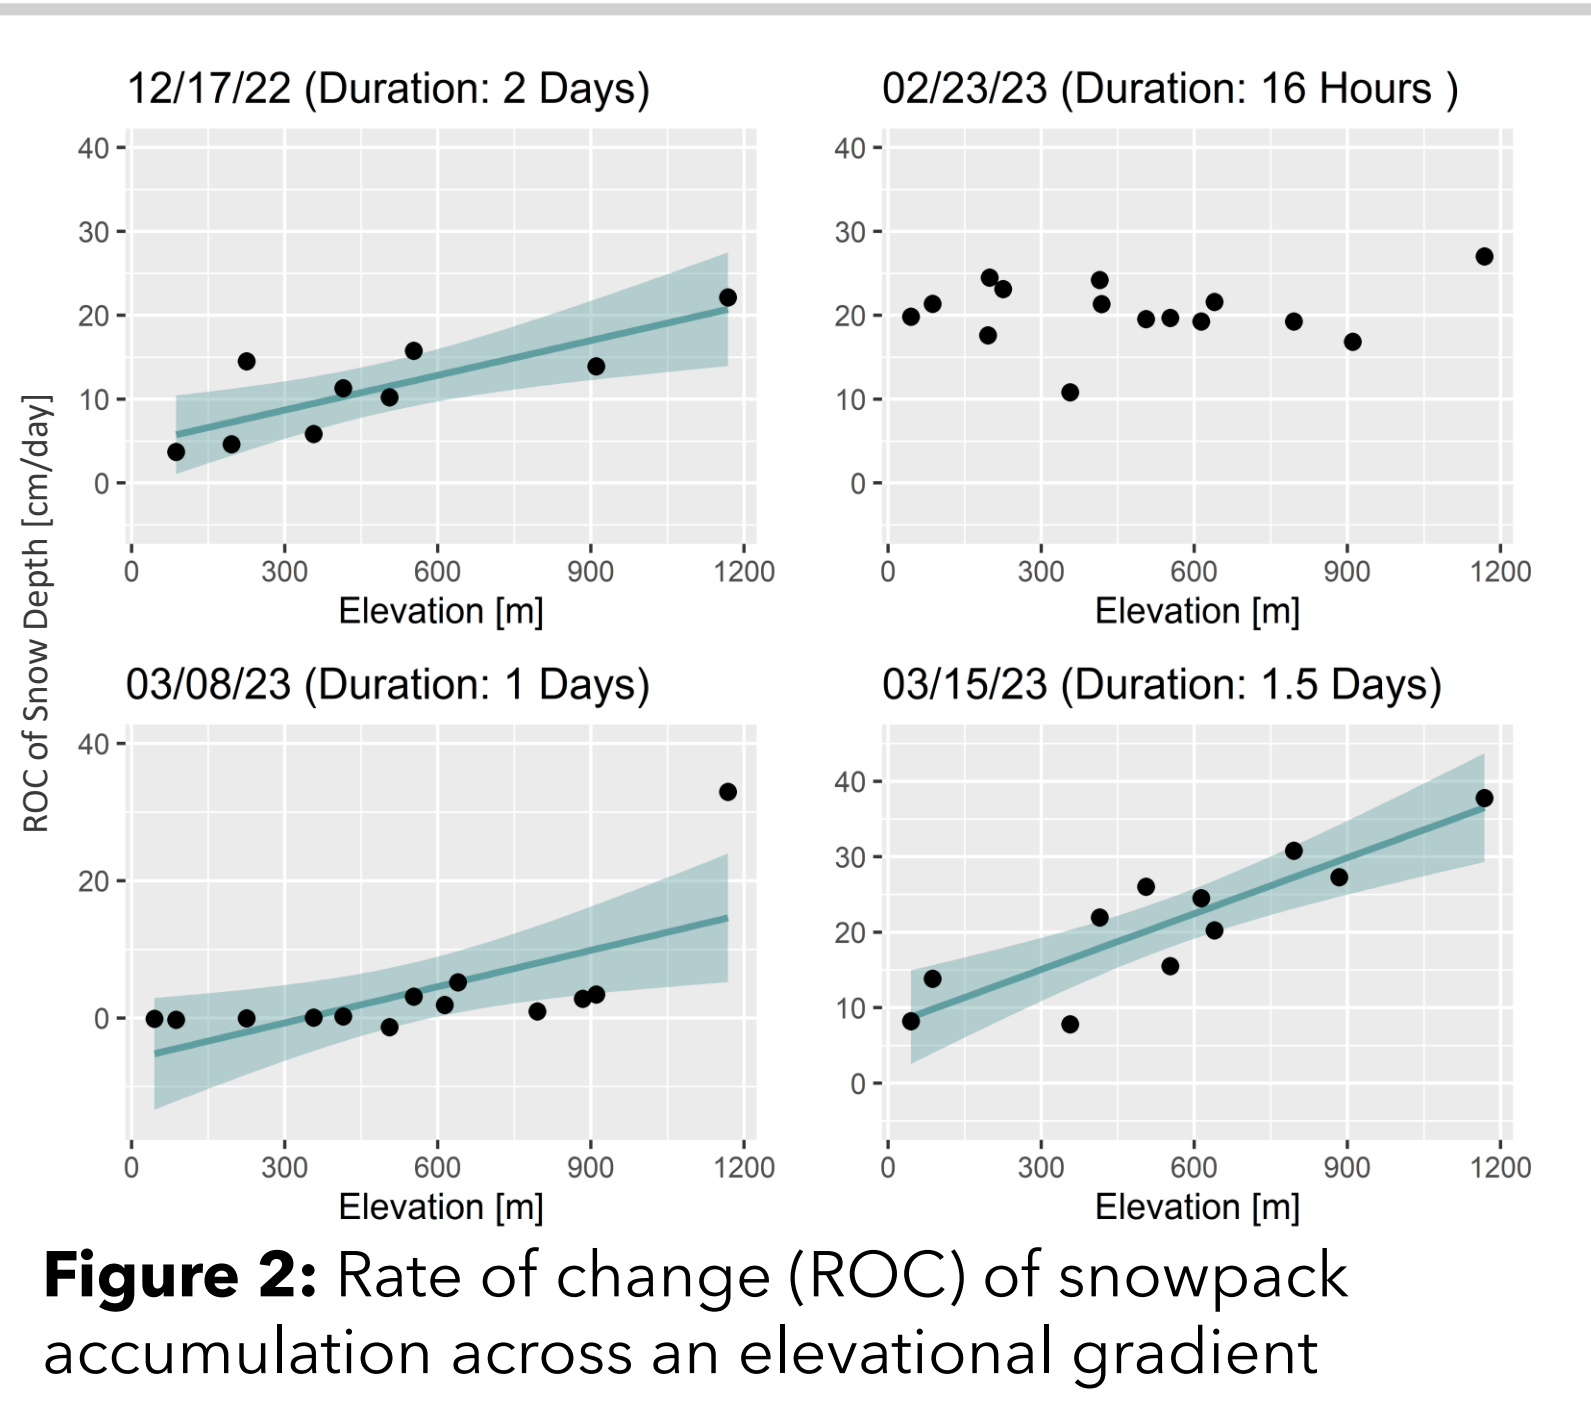 12/17/22 (Duration: 2 Days)
40
30
20
10
0
0 300 600 900 1200
Elevation [m]
02/23/23 (Duration: 16 Hours )
40
30
20
10
0
0 300 600 900 1200
Elevation [m]
ROC of Snow Depth [cm/day]
03/08/23 (Duration: 1 Days)
40
20
0
0 300 600 900 1200
Elevation [m]
03/15/23 (Duration: 1.5 Days)
40
30
20
10
0
0 300 600 900 1200
Elevation [m]
Figure 2: Rate of change (ROC) of snowpack
accumulation across an elevational gradient